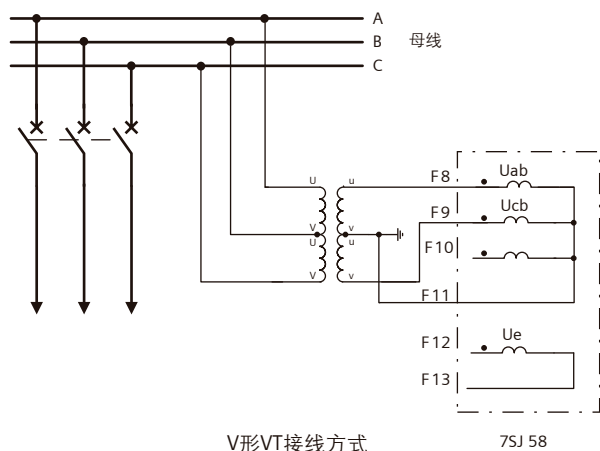 A
B 母线
C
U u
V v
U u
V v
F8 Uab
F9 Ucb
F10
F11
F12 Ue
F13
V形VT接线方式 7SJ 58